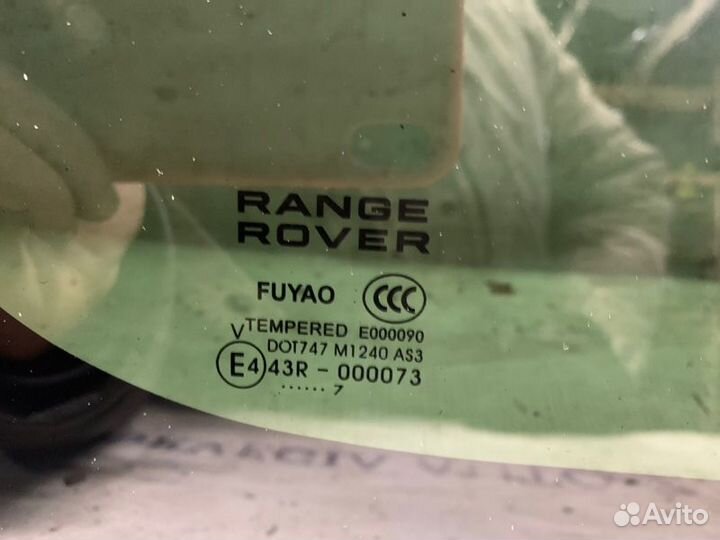 RANGE
ROVER
FUYAO CCC
TEMPERED E000090
V
DOT747 M1240 AS3
E4 43R - 000073
...... 7
Avito